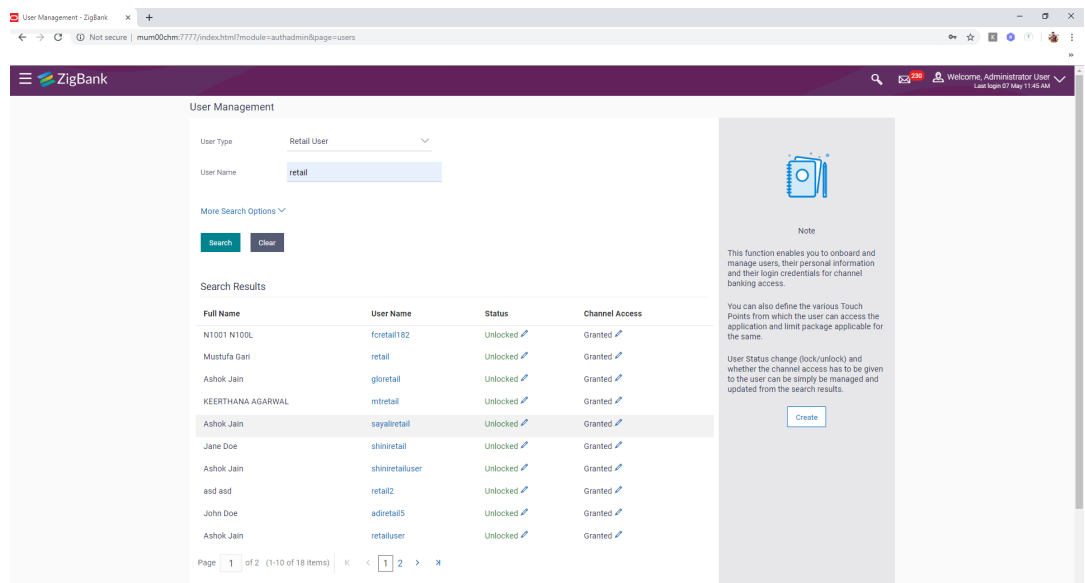 User Management - ZigBank
Not secure | mum00chm:7777/index.html?module=authadmin&page=users
ZigBank
230
Welcome, Administrator User
Last login 07 May 11:45 AM
User Management
User Type Retail User
User Name retail
More Search Options
Search Clear
Search Results
Full Name User Name Status Channel Access
N1001 N100L fcretail182 Unlocked Granted
Mustufa Gari retail Unlocked Granted
Ashok Jain gloretail Unlocked Granted
KEERTHANA AGARWAL mtretail Unlocked Granted
Ashok Jain sayaliretail Unlocked Granted
Jane Doe shiniretail Unlocked Granted
Ashok Jain shiniretailuser Unlocked Granted
asd asd retail2 Unlocked Granted
John Doe adiretail5 Unlocked Granted
Ashok Jain retailuser Unlocked Granted
Page 1 of 2 (1-10 of 18 items) 1 2
Note
This function enables you to onboard and
manage users, their personal information
and their login credentials for channel
banking access.
You can also define the various Touch
Points from which the user can access the
application and limit package applicable for
the same.
User Status change (lock/unlock) and
whether the channel access has to be given
to the user can be simply be managed and
updated from the search results.
Create